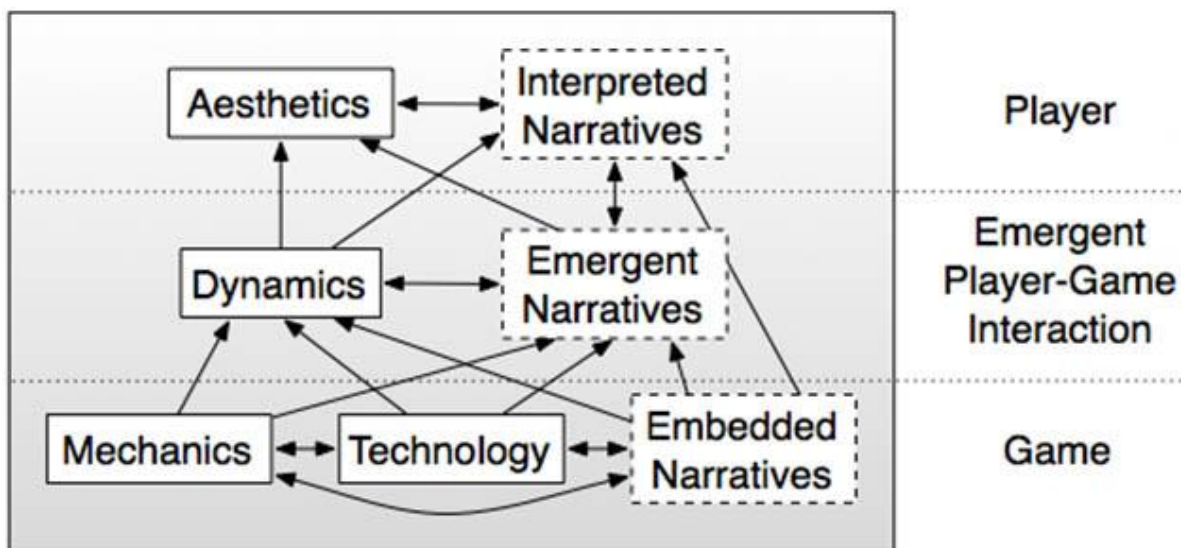 Aesthetics
Interpreted
Narratives
Player
Dynamics
Emergent
Narratives
Emergent
Player-Game
Interaction
Mechanics
Technology
Embedded
Narratives
Game